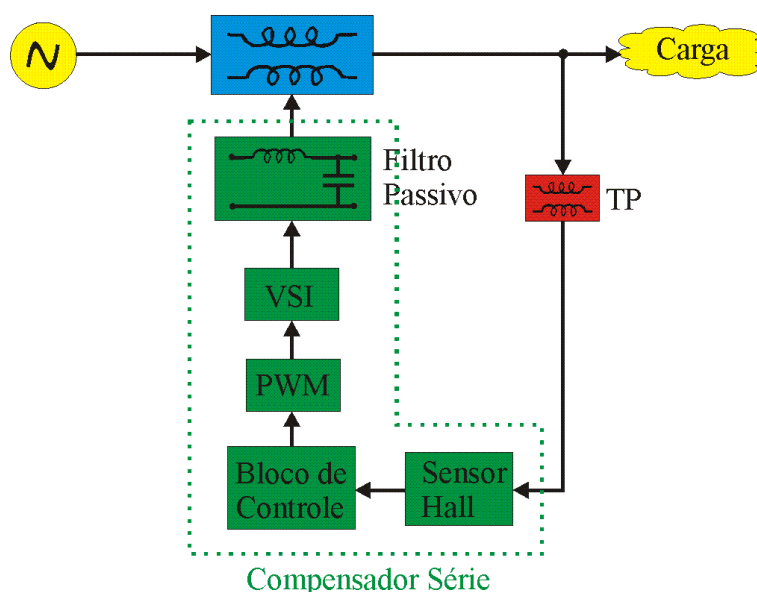 Carga
Filtro
Passivo
TP
VSI
PWM
Bloco de
Controle
Sensor
Hall
Compensador Série